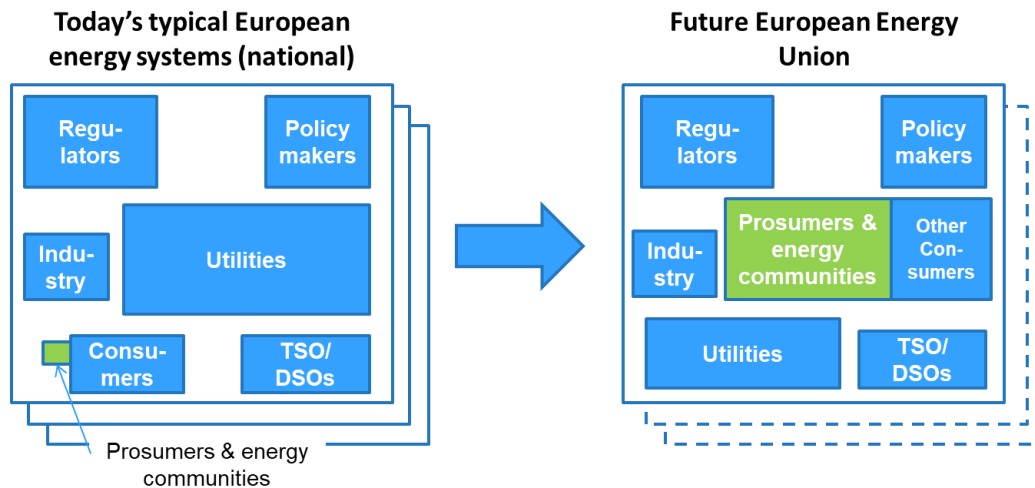 Today's typical European
energy systems (national)
Regu-
lators
Policy
makers
Indu-
stry
Utilities
Consu-
mers
TSO/
DSOs
Prosumers & energy
communities
Future European Energy
Union
Regu-
lators
Policy
makers
Indu-
stry
Prosumers &
energy
communities
Other
Con-
sumers
Utilities
TSO/
DSOs